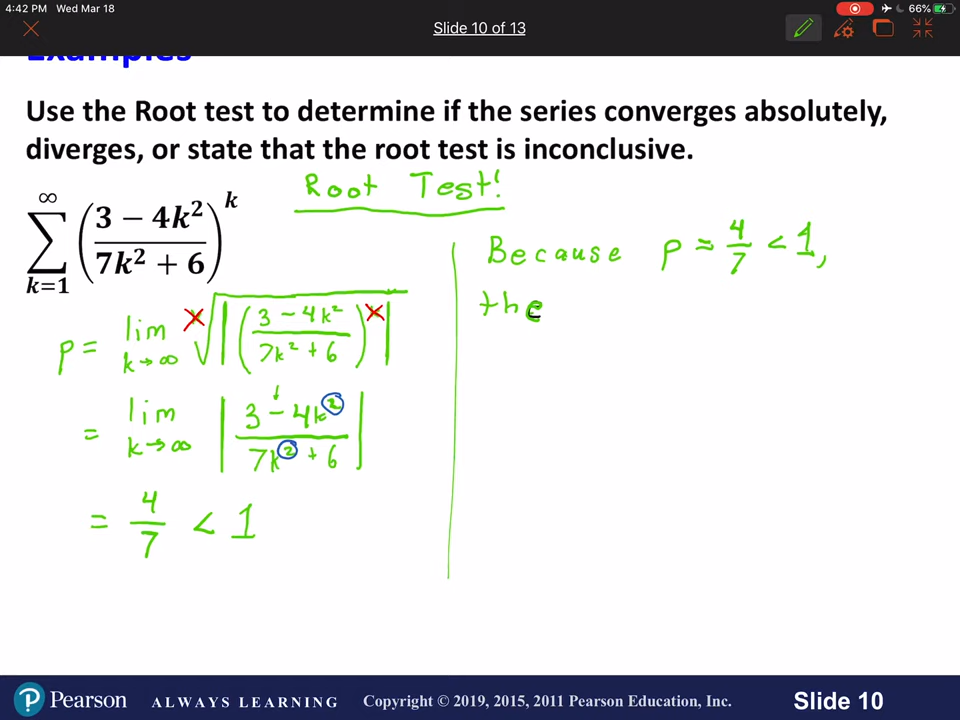 4:42 PM Wed Mar 18
66%
Slide 10 of 13
Examples
Use the Root test to determine if the series converges absolutely,
diverges, or state that the root test is inconclusive.
Root Test!
∞
∑ ((3 − 4k²)/(7k² + 6))^k
k=1
ρ = lim k→∞ ᵏ√|((3 − 4k²)/(7k² + 6))^k|
= lim k→∞ |(3 − 4k²)/(7k² + 6)|
= 4/7 < 1
Because ρ = 4/7 < 1,
the
Pearson
ALWAYS LEARNING
Copyright © 2019, 2015, 2011 Pearson Education, Inc.
Slide 10